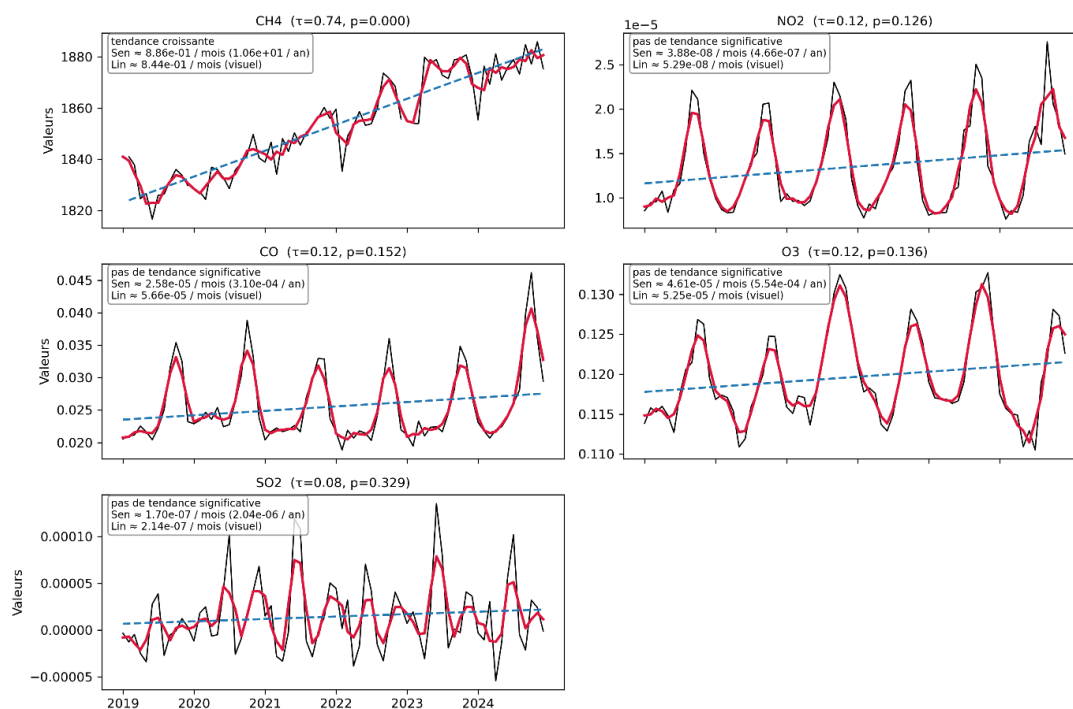 CH4 (τ=0.74, p=0.000)
tendance croissante
Sen ≈ 8.86e-01 / mois (1.06e+01 / an)
Lin ≈ 8.44e-01 / mois (visuel)
Valeurs
1880
1860
1840
1820
NO2 (τ=0.12, p=0.126)
1e-5
pas de tendance significative
Sen ≈ 3.88e-08 / mois (4.66e-07 / an)
Lin ≈ 5.29e-08 / mois (visuel)
2.5
1.5
1.0
CO (τ=0.12, p=0.152)
pas de tendance significative
Sen ≈ 2.58e-05 / mois (3.10e-04 / an)
Lin ≈ 5.66e-05 / mois (visuel)
Valeurs
0.045
0.040
0.035
0.030
0.025
0.020
O3 (τ=0.12, p=0.136)
pas de tendance significative
Sen ≈ 4.61e-05 / mois (5.54e-04 / an)
Lin ≈ 5.25e-05 / mois (visuel)
0.130
0.125
0.120
0.115
0.110
SO2 (τ=0.08, p=0.329)
pas de tendance significative
Sen ≈ 1.70e-07 / mois (2.04e-06 / an)
Lin ≈ 2.14e-07 / mois (visuel)
Valeurs
0.00010
0.00005
0.00000
−0.00005
2019 2020 2021 2022 2023 2024